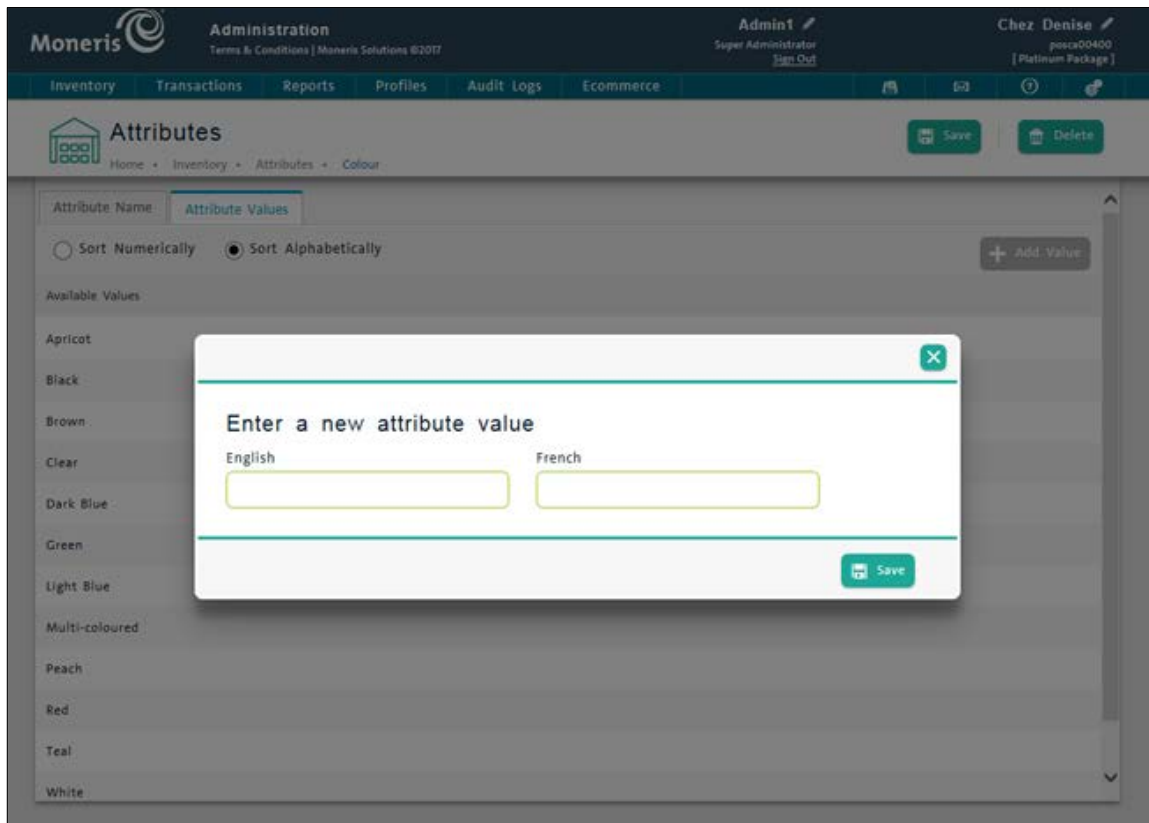 Moneris
Administration
Terms & Conditions | Moneris Solutions ©2017
Admin1
Super Administrator
Sign Out
Chez Denise
posca00400
[ Platinum Package ]
Inventory Transactions Reports Profiles Audit Logs Ecommerce
Attributes
Home • Inventory • Attributes • Colour
Save Delete
Attribute Name Attribute Values
Sort Numerically Sort Alphabetically
Add Value
Available Values
Apricot
Black
Brown
Clear
Dark Blue
Green
Light Blue
Multi-coloured
Peach
Red
Teal
White
Enter a new attribute value
English French
Save